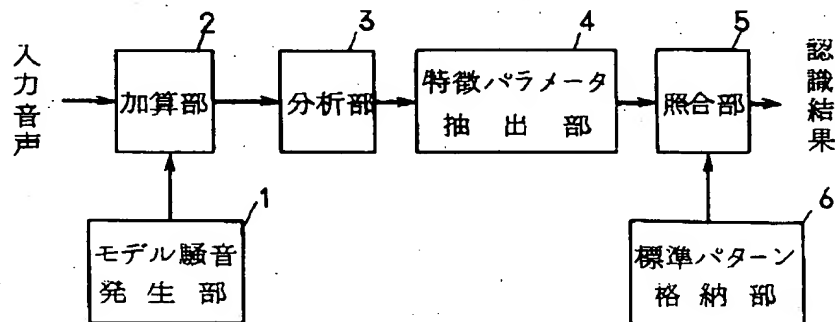 入力音声
2
加算部
3
分析部
4
特徴パラメータ
抽出部
5
照合部
認識結果
1
モデル騒音
発生部
6
標準パターン
格納部